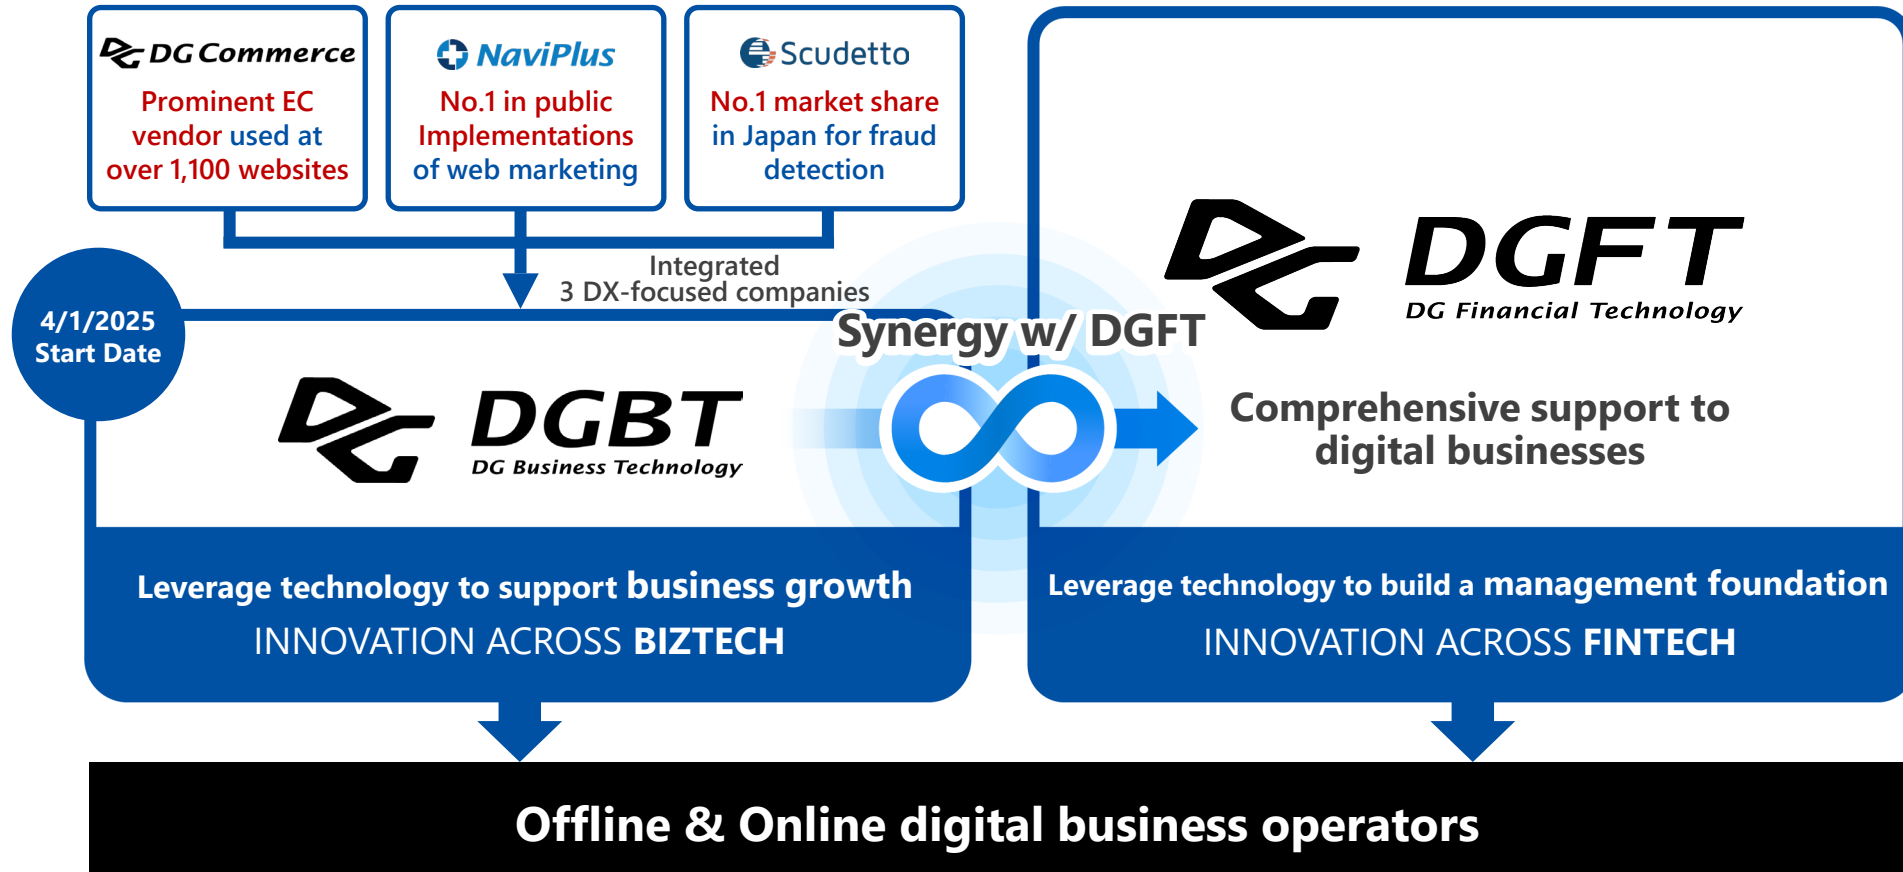 DG Commerce
Prominent EC
vendor used at
over 1,100 websites
NaviPlus
No.1 in public
Implementations
of web marketing
Scudetto
No.1 market share
in Japan for fraud
detection
Integrated
3 DX-focused companies
4/1/2025
Start Date
DGBT
DG Business Technology
Synergy w/ DGFT
DGFT
DG Financial Technology
Comprehensive support to
digital businesses
Leverage technology to support business growth
INNOVATION ACROSS BIZTECH
Leverage technology to build a management foundation
INNOVATION ACROSS FINTECH
Offline & Online digital business operators